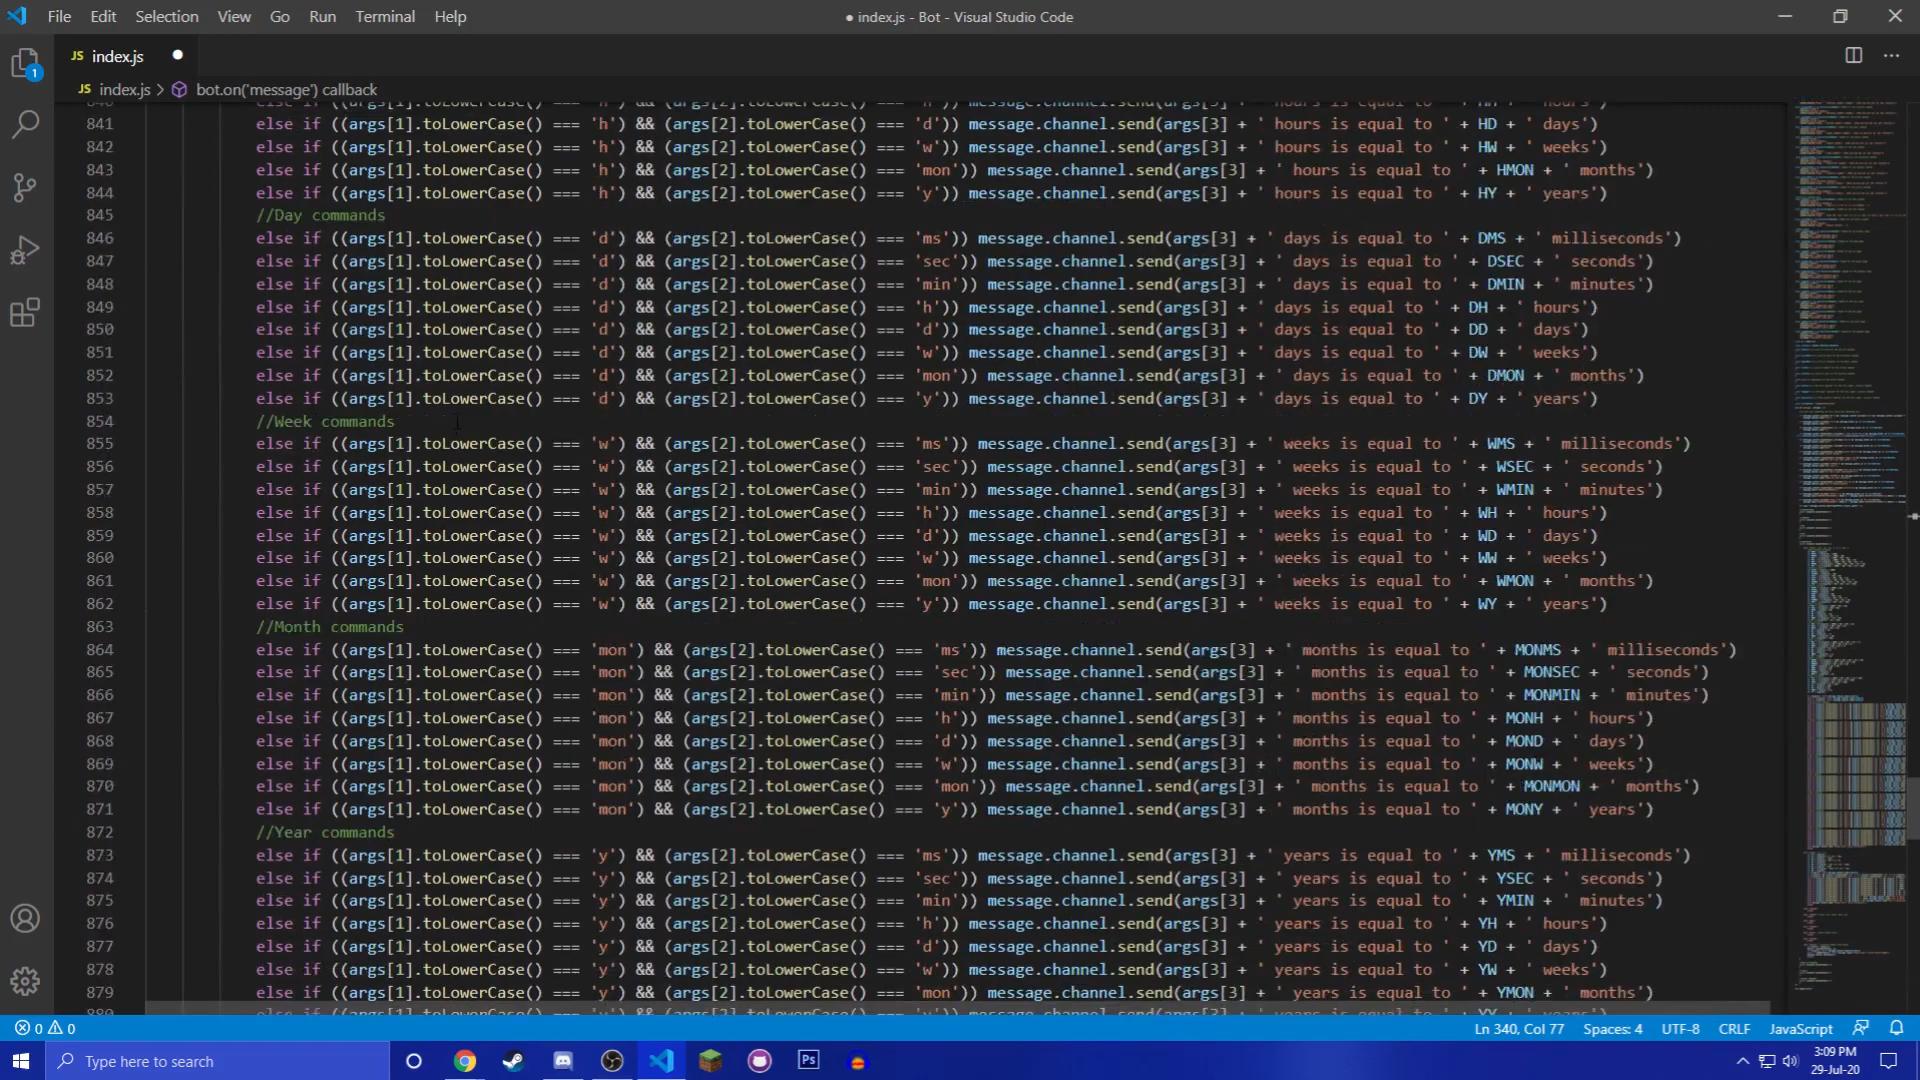 File Edit Selection View Go Run Terminal Help
● index.js - Bot - Visual Studio Code
JS index.js ●
JS index.js > bot.on('message') callback
1
840 else if ((args[1].toLowerCase() === 'h') && (args[2].toLowerCase() === 'h')) message.channel.send(args[3] + ' hours is equal to ' + HH + ' hours')
841 else if ((args[1].toLowerCase() === 'h') && (args[2].toLowerCase() === 'd')) message.channel.send(args[3] + ' hours is equal to ' + HD + ' days')
842 else if ((args[1].toLowerCase() === 'h') && (args[2].toLowerCase() === 'w')) message.channel.send(args[3] + ' hours is equal to ' + HW + ' weeks')
843 else if ((args[1].toLowerCase() === 'h') && (args[2].toLowerCase() === 'mon')) message.channel.send(args[3] + ' hours is equal to ' + HMON + ' months')
844 else if ((args[1].toLowerCase() === 'h') && (args[2].toLowerCase() === 'y')) message.channel.send(args[3] + ' hours is equal to ' + HY + ' years')
845 //Day commands
846 else if ((args[1].toLowerCase() === 'd') && (args[2].toLowerCase() === 'ms')) message.channel.send(args[3] + ' days is equal to ' + DMS + ' milliseconds')
847 else if ((args[1].toLowerCase() === 'd') && (args[2].toLowerCase() === 'sec')) message.channel.send(args[3] + ' days is equal to ' + DSEC + ' seconds')
848 else if ((args[1].toLowerCase() === 'd') && (args[2].toLowerCase() === 'min')) message.channel.send(args[3] + ' days is equal to ' + DMIN + ' minutes')
849 else if ((args[1].toLowerCase() === 'd') && (args[2].toLowerCase() === 'h')) message.channel.send(args[3] + ' days is equal to ' + DH + ' hours')
850 else if ((args[1].toLowerCase() === 'd') && (args[2].toLowerCase() === 'd')) message.channel.send(args[3] + ' days is equal to ' + DD + ' days')
851 else if ((args[1].toLowerCase() === 'd') && (args[2].toLowerCase() === 'w')) message.channel.send(args[3] + ' days is equal to ' + DW + ' weeks')
852 else if ((args[1].toLowerCase() === 'd') && (args[2].toLowerCase() === 'mon')) message.channel.send(args[3] + ' days is equal to ' + DMON + ' months')
853 else if ((args[1].toLowerCase() === 'd') && (args[2].toLowerCase() === 'y')) message.channel.send(args[3] + ' days is equal to ' + DY + ' years')
854 //Week commands
855 else if ((args[1].toLowerCase() === 'w') && (args[2].toLowerCase() === 'ms')) message.channel.send(args[3] + ' weeks is equal to ' + WMS + ' milliseconds')
856 else if ((args[1].toLowerCase() === 'w') && (args[2].toLowerCase() === 'sec')) message.channel.send(args[3] + ' weeks is equal to ' + WSEC + ' seconds')
857 else if ((args[1].toLowerCase() === 'w') && (args[2].toLowerCase() === 'min')) message.channel.send(args[3] + ' weeks is equal to ' + WMIN + ' minutes')
858 else if ((args[1].toLowerCase() === 'w') && (args[2].toLowerCase() === 'h')) message.channel.send(args[3] + ' weeks is equal to ' + WH + ' hours')
859 else if ((args[1].toLowerCase() === 'w') && (args[2].toLowerCase() === 'd')) message.channel.send(args[3] + ' weeks is equal to ' + WD + ' days')
860 else if ((args[1].toLowerCase() === 'w') && (args[2].toLowerCase() === 'w')) message.channel.send(args[3] + ' weeks is equal to ' + WW + ' weeks')
861 else if ((args[1].toLowerCase() === 'w') && (args[2].toLowerCase() === 'mon')) message.channel.send(args[3] + ' weeks is equal to ' + WMON + ' months')
862 else if ((args[1].toLowerCase() === 'w') && (args[2].toLowerCase() === 'y')) message.channel.send(args[3] + ' weeks is equal to ' + WY + ' years')
863 //Month commands
864 else if ((args[1].toLowerCase() === 'mon') && (args[2].toLowerCase() === 'ms')) message.channel.send(args[3] + ' months is equal to ' + MONMS + ' milliseconds')
865 else if ((args[1].toLowerCase() === 'mon') && (args[2].toLowerCase() === 'sec')) message.channel.send(args[3] + ' months is equal to ' + MONSEC + ' seconds')
866 else if ((args[1].toLowerCase() === 'mon') && (args[2].toLowerCase() === 'min')) message.channel.send(args[3] + ' months is equal to ' + MONMIN + ' minutes')
867 else if ((args[1].toLowerCase() === 'mon') && (args[2].toLowerCase() === 'h')) message.channel.send(args[3] + ' months is equal to ' + MONH + ' hours')
868 else if ((args[1].toLowerCase() === 'mon') && (args[2].toLowerCase() === 'd')) message.channel.send(args[3] + ' months is equal to ' + MOND + ' days')
869 else if ((args[1].toLowerCase() === 'mon') && (args[2].toLowerCase() === 'w')) message.channel.send(args[3] + ' months is equal to ' + MONW + ' weeks')
870 else if ((args[1].toLowerCase() === 'mon') && (args[2].toLowerCase() === 'mon')) message.channel.send(args[3] + ' months is equal to ' + MONMON + ' months')
871 else if ((args[1].toLowerCase() === 'mon') && (args[2].toLowerCase() === 'y')) message.channel.send(args[3] + ' months is equal to ' + MONY + ' years')
872 //Year commands
873 else if ((args[1].toLowerCase() === 'y') && (args[2].toLowerCase() === 'ms')) message.channel.send(args[3] + ' years is equal to ' + YMS + ' milliseconds')
874 else if ((args[1].toLowerCase() === 'y') && (args[2].toLowerCase() === 'sec')) message.channel.send(args[3] + ' years is equal to ' + YSEC + ' seconds')
875 else if ((args[1].toLowerCase() === 'y') && (args[2].toLowerCase() === 'min')) message.channel.send(args[3] + ' years is equal to ' + YMIN + ' minutes')
876 else if ((args[1].toLowerCase() === 'y') && (args[2].toLowerCase() === 'h')) message.channel.send(args[3] + ' years is equal to ' + YH + ' hours')
877 else if ((args[1].toLowerCase() === 'y') && (args[2].toLowerCase() === 'd')) message.channel.send(args[3] + ' years is equal to ' + YD + ' days')
878 else if ((args[1].toLowerCase() === 'y') && (args[2].toLowerCase() === 'w')) message.channel.send(args[3] + ' years is equal to ' + YW + ' weeks')
879 else if ((args[1].toLowerCase() === 'y') && (args[2].toLowerCase() === 'mon')) message.channel.send(args[3] + ' years is equal to ' + YMON + ' months')
0 0
Ln 340, Col 77 Spaces: 4 UTF-8 CRLF JavaScript
Type here to search
Ps
3:09 PM
29-Jul-20